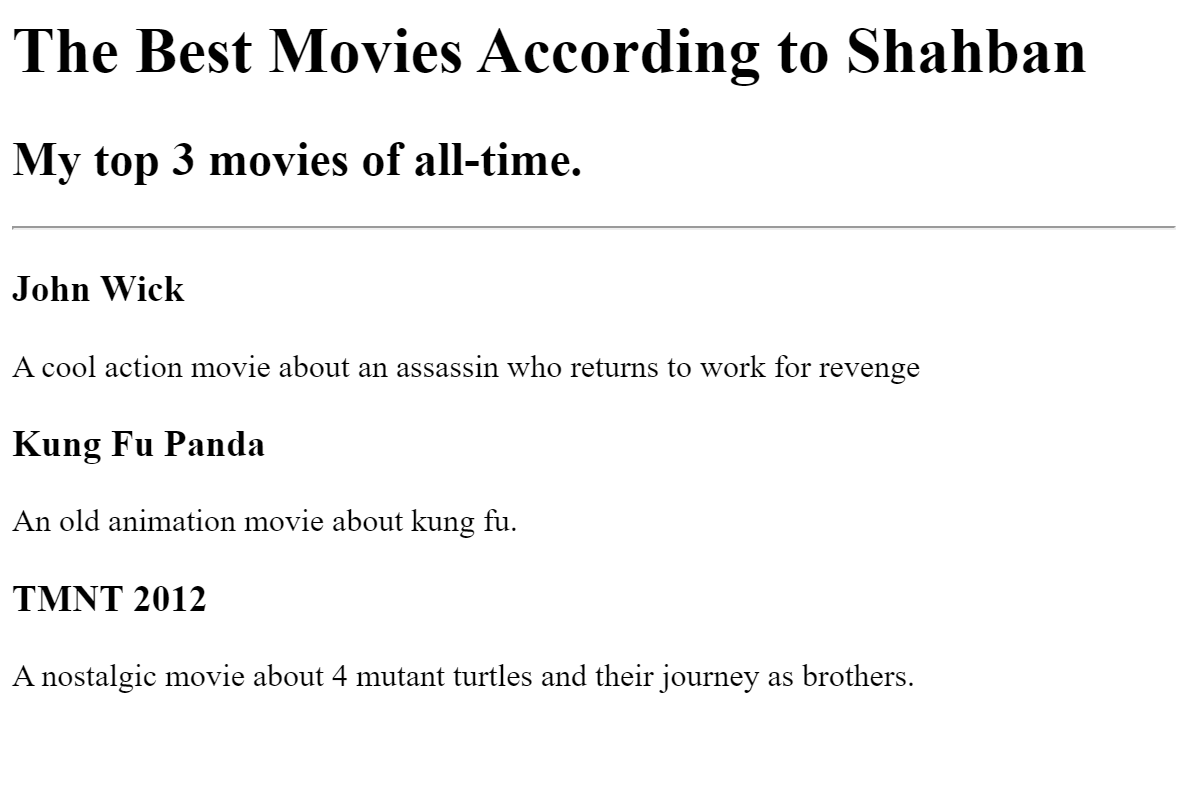 The Best Movies According to Shahban
My top 3 movies of all-time.
John Wick
A cool action movie about an assassin who returns to work for revenge
Kung Fu Panda
An old animation movie about kung fu.
TMNT 2012
A nostalgic movie about 4 mutant turtles and their journey as brothers.